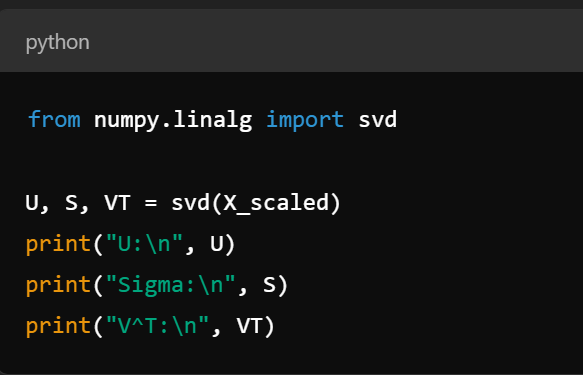 python
from numpy.linalg import svd
U, S, VT = svd(X_scaled)
print("U:\n", U)
print("Sigma:\n", S)
print("V^T:\n", VT)